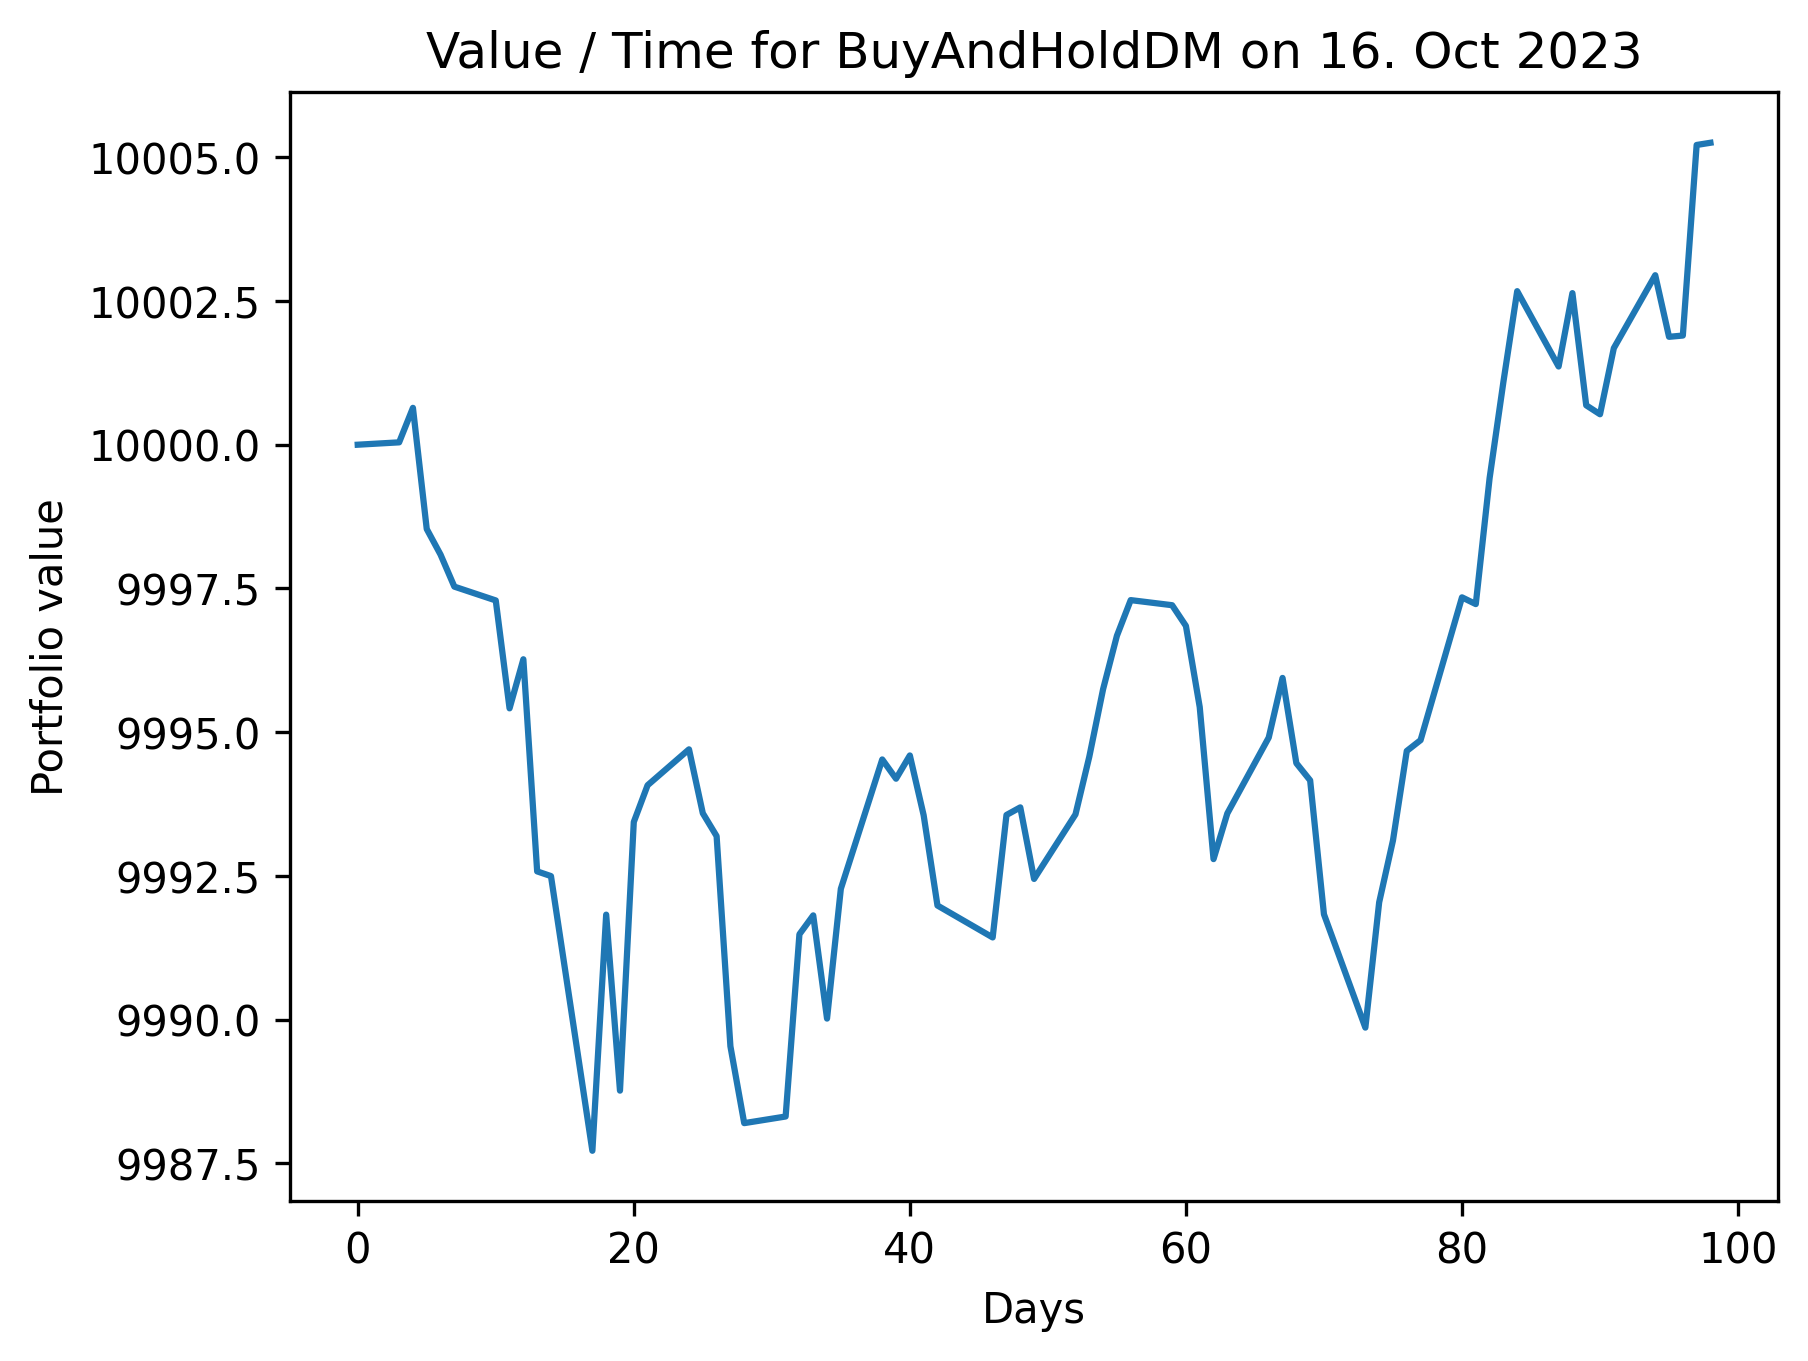 Value / Time for BuyAndHoldDM on 16. Oct 2023
10005.0
10002.5
10000.0
9997.5
9995.0
9992.5
9990.0
9987.5
Portfolio value
0 20 40 60 80 100
Days